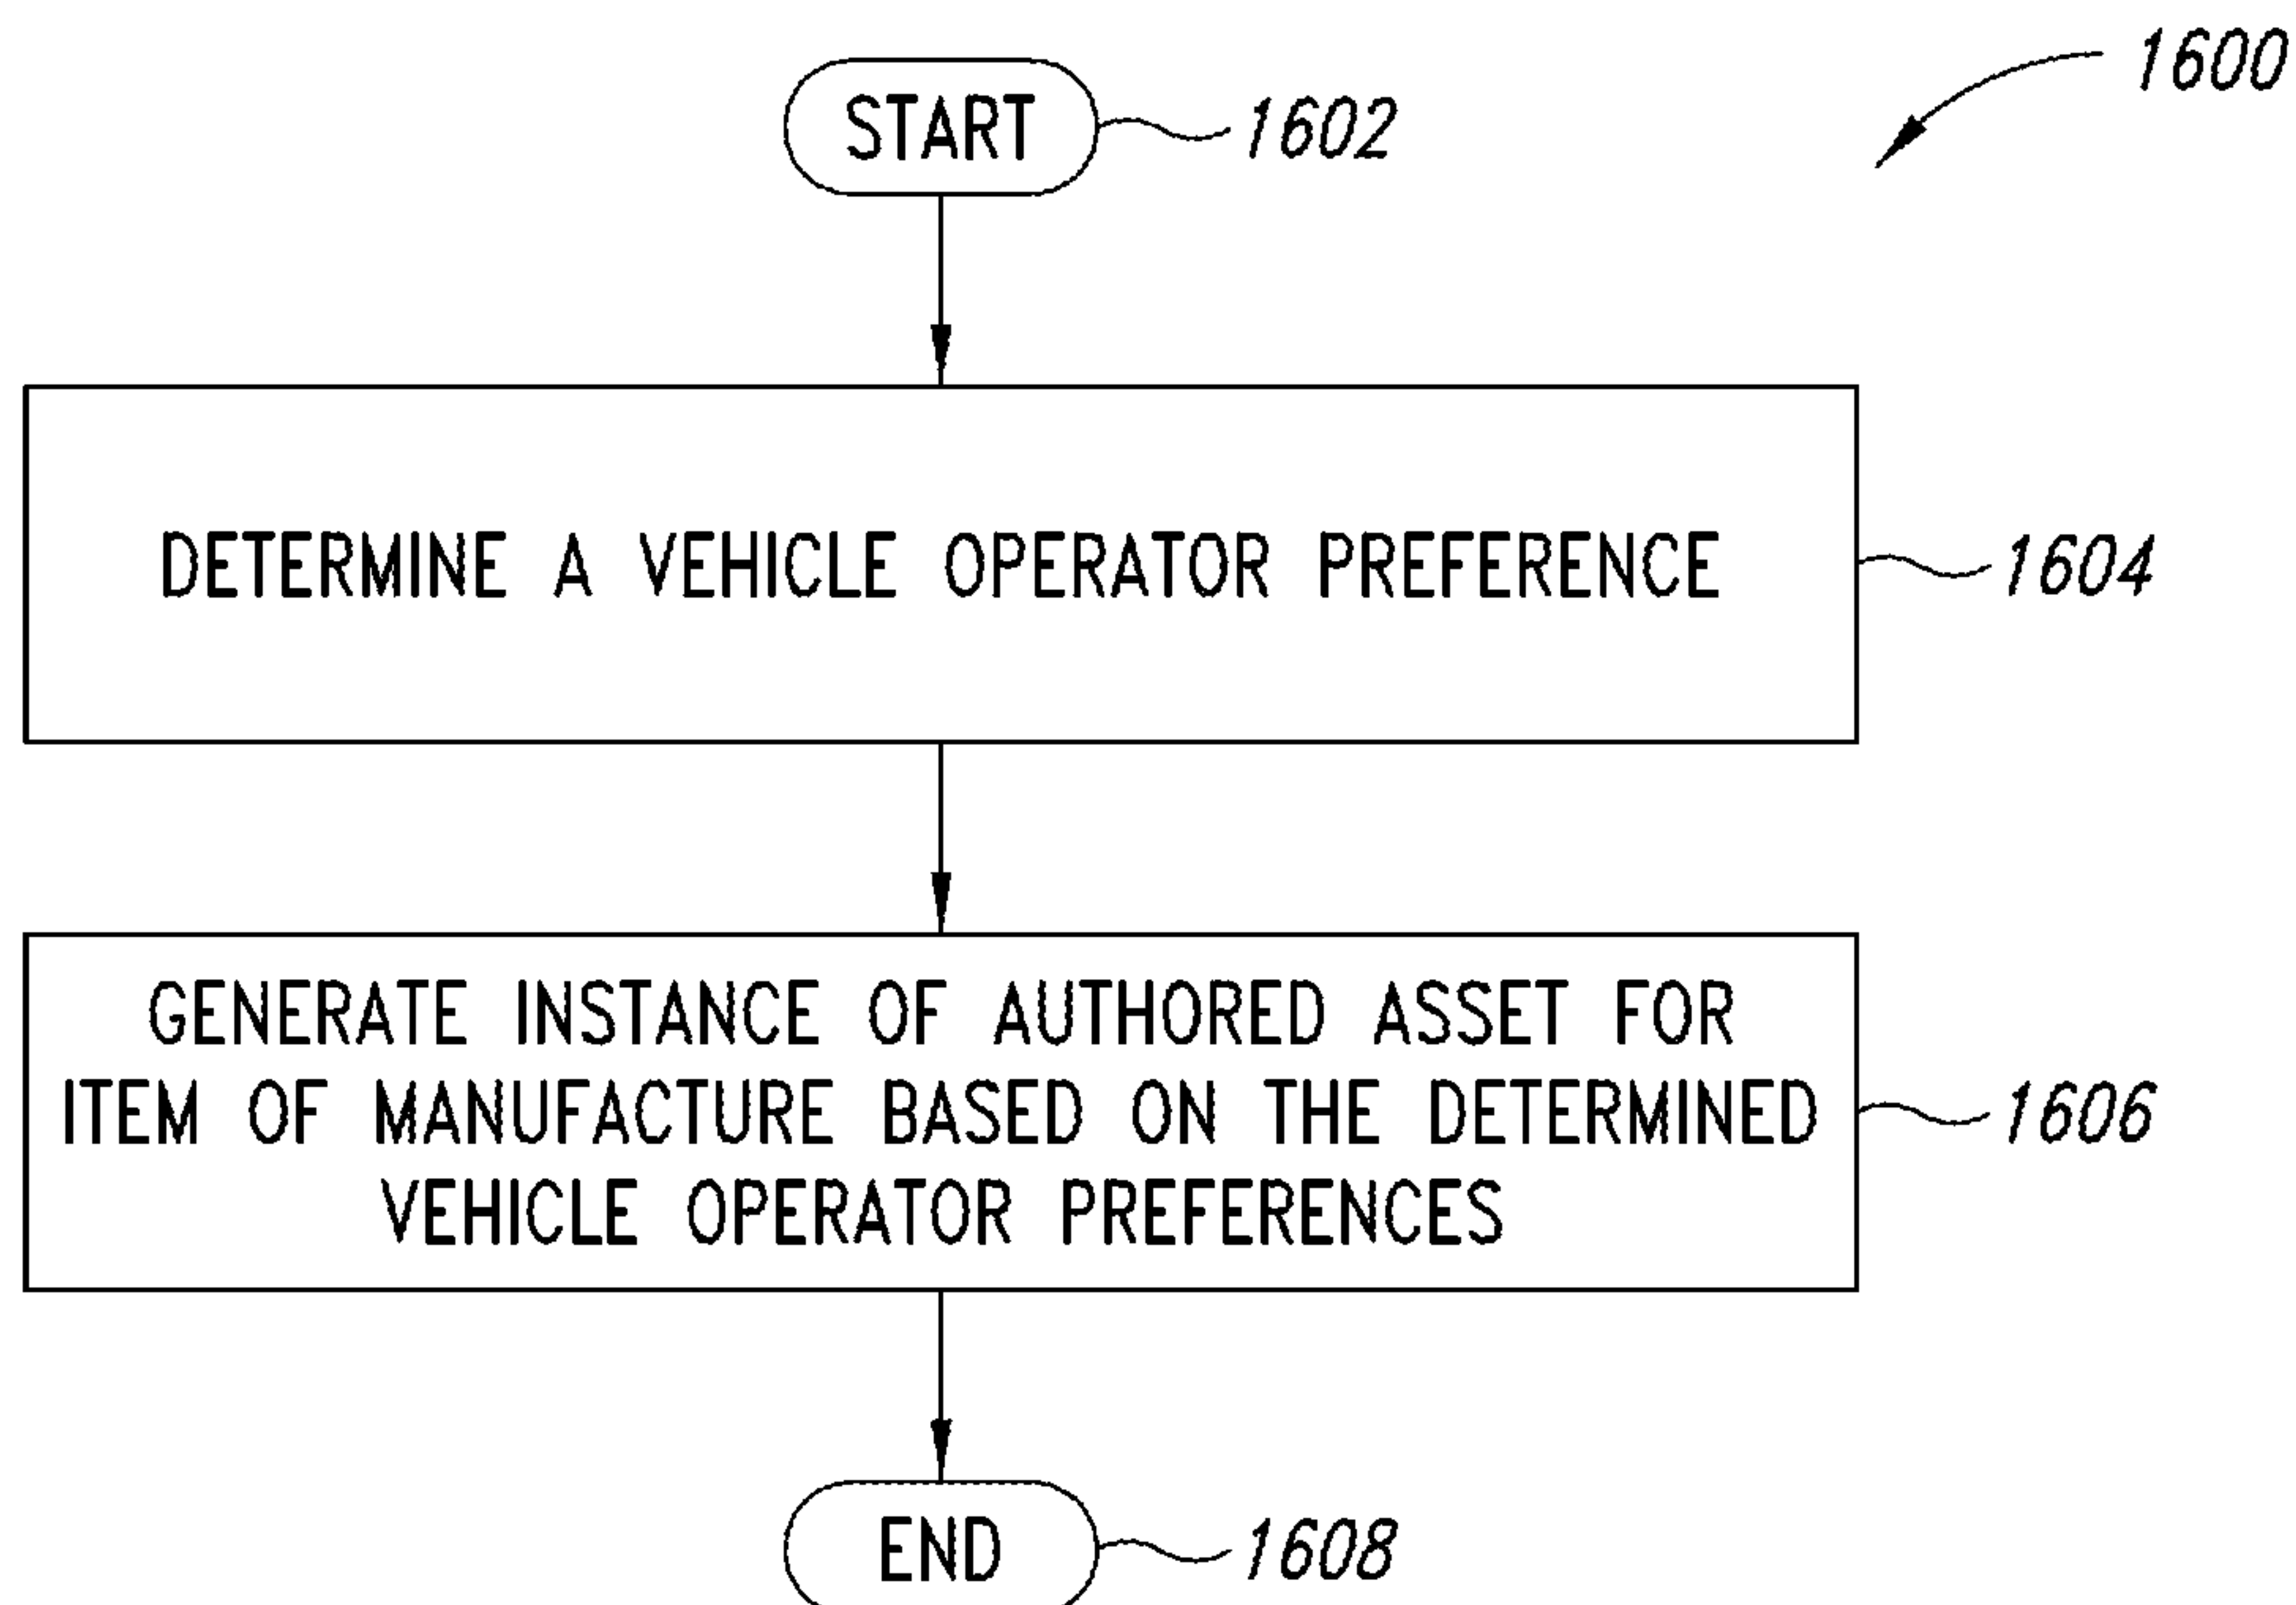 1600
START
1602
DETERMINE A VEHICLE OPERATOR PREFERENCE
1604
GENERATE INSTANCE OF AUTHORED ASSET FOR
ITEM OF MANUFACTURE BASED ON THE DETERMINED
VEHICLE OPERATOR PREFERENCES
1606
END
1608